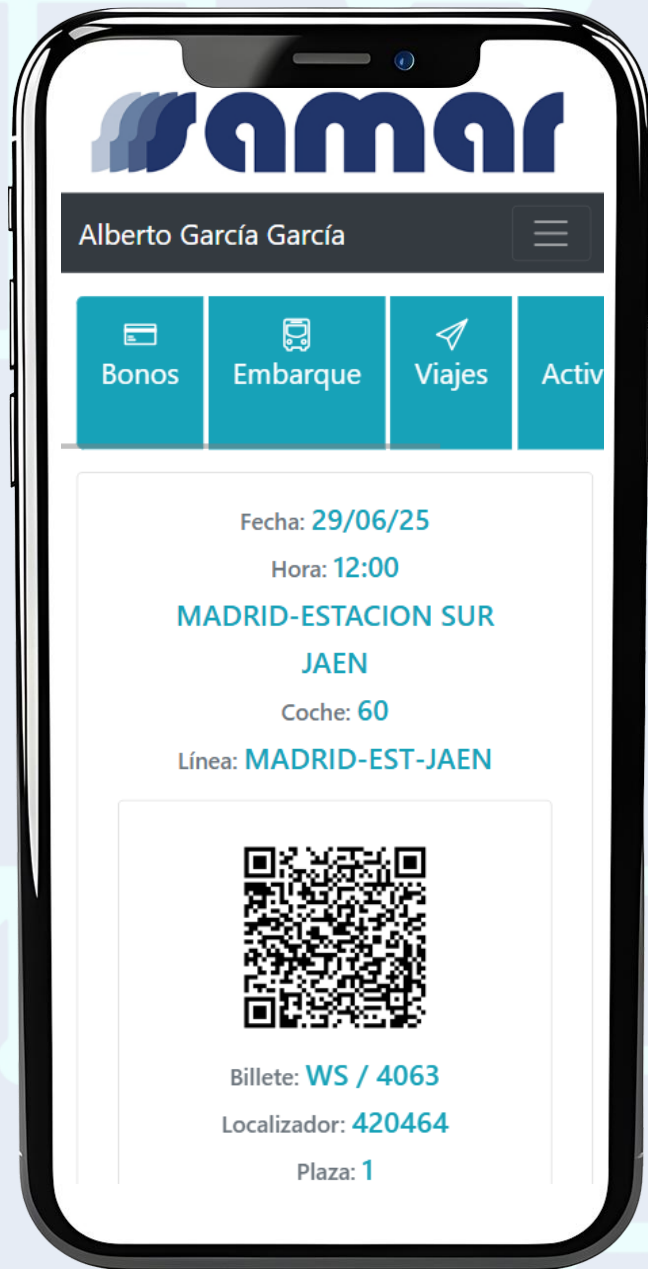 samar
Alberto García García
Bonos
Embarque
Viajes
Activ
Fecha: 29/06/25
Hora: 12:00
MADRID-ESTACION SUR
JAEN
Coche: 60
Línea: MADRID-EST-JAEN
Billete: WS / 4063
Localizador: 420464
Plaza: 1